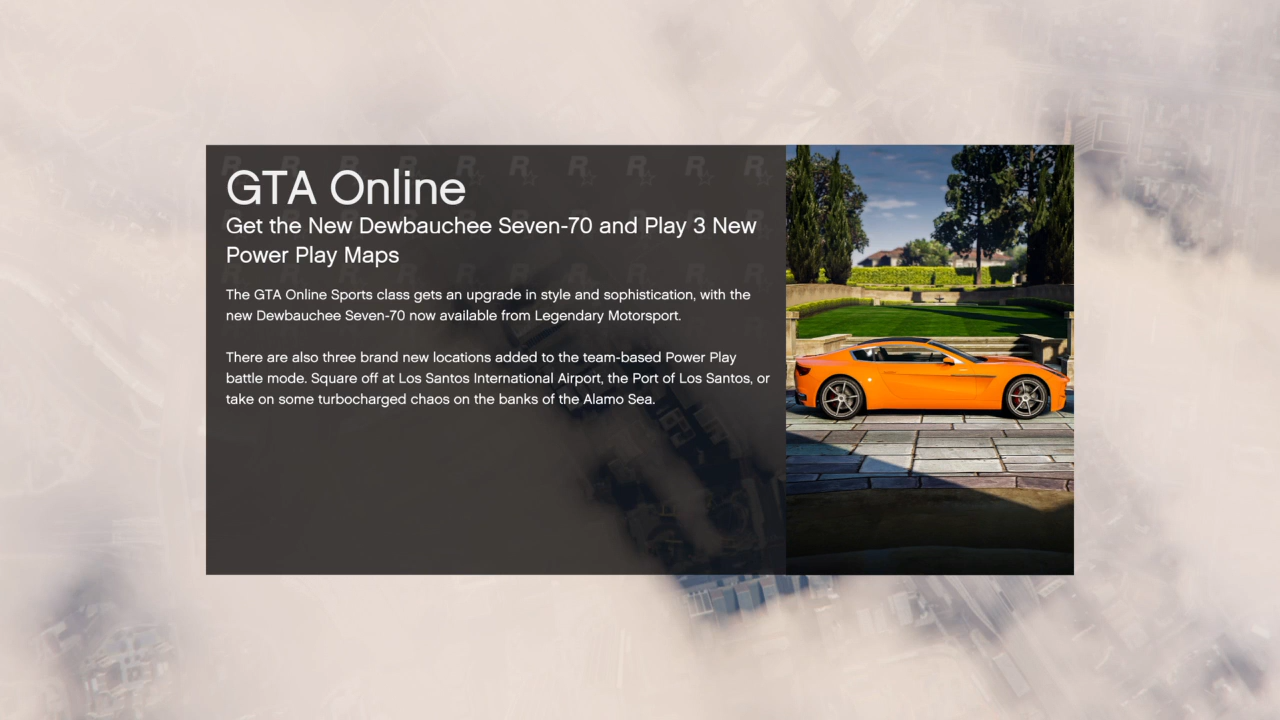 GTA Online
Get the New Dewbauchee Seven-70 and Play 3 New
Power Play Maps
The GTA Online Sports class gets an upgrade in style and sophistication, with the
new Dewbauchee Seven-70 now available from Legendary Motorsport.
There are also three brand new locations added to the team-based Power Play
battle mode. Square off at Los Santos International Airport, the Port of Los Santos, or
take on some turbocharged chaos on the banks of the Alamo Sea.